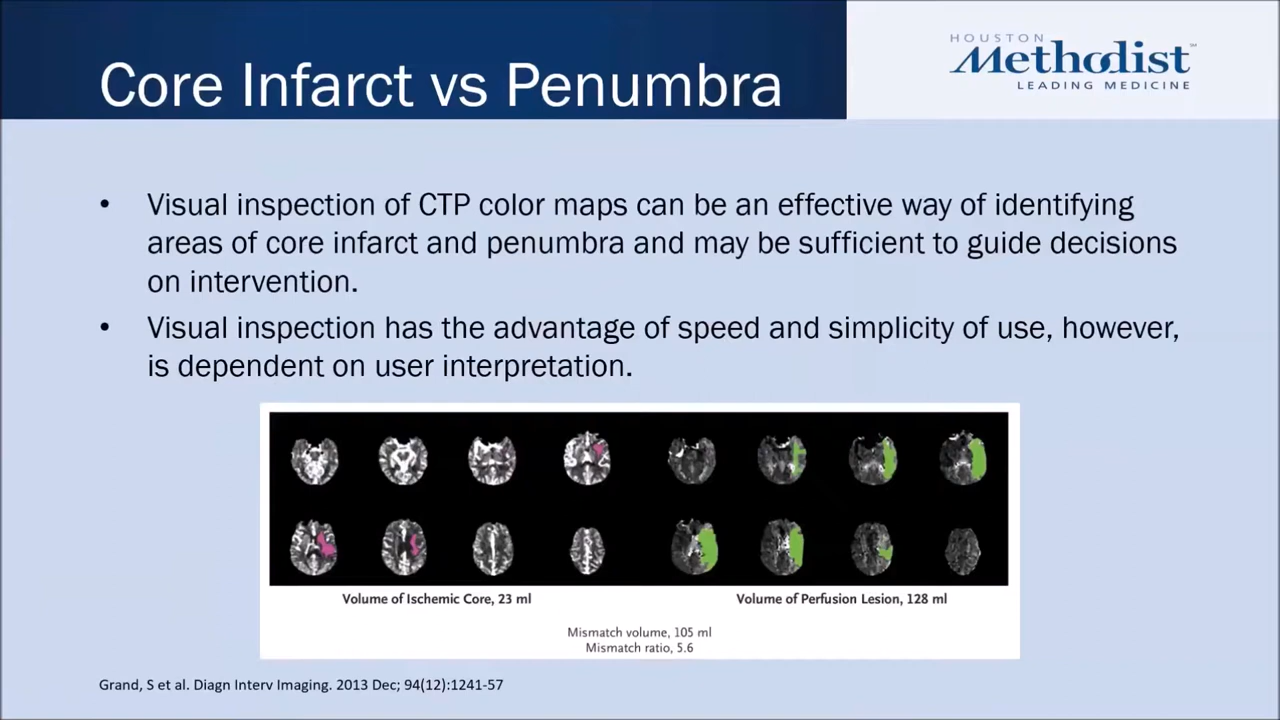 Core Infarct vs Penumbra
HOUSTON
Methodist
LEADING MEDICINE
• Visual inspection of CTP color maps can be an effective way of identifying
areas of core infarct and penumbra and may be sufficient to guide decisions
on intervention.
• Visual inspection has the advantage of speed and simplicity of use, however,
is dependent on user interpretation.
Volume of Ischemic Core, 23 ml
Volume of Perfusion Lesion, 128 ml
Mismatch volume, 105 ml
Mismatch ratio, 5.6
Grand, S et al. Diagn Interv Imaging. 2013 Dec; 94(12):1241-57